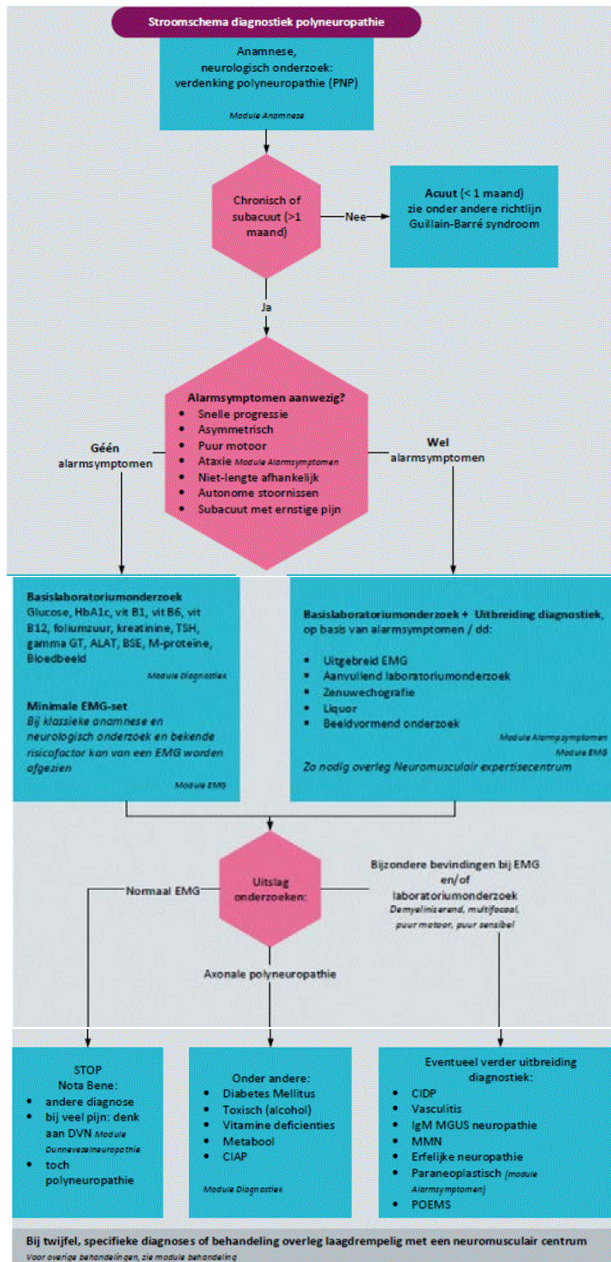 Stroomschema diagnostiek polyneuropathie
Anamnese,
neurologisch onderzoek:
verdenking polyneuropathie (PNP)
Module Anamnese
Chronisch of
subacuut (>1
maand)
Nee
Acuut (< 1 maand)
zie onder andere richtlijn
Guillain-Barré syndroom
Ja
Alarmsymptomen aanwezig?
• Snelle progressie
• Asymmetrisch
• Puur motoor
• Ataxie Module Alarmsymptomen
• Niet-lengte afhankelijk
• Autonome stoornissen
• Subacuut met ernstige pijn
Géén
alarmsymptomen
Wel
alarmsymptomen
Basislaboratoriumonderzoek
Glucose, HbA1c, vit B1, vit B6, vit
B12, foliumzuur, kreatinine, TSH,
gamma GT, ALAT, BSE, M-proteine,
Bloedbeeld
Module Diagnostiek
Minimale EMG-set
Bij klassieke anamnese en
neurologisch onderzoek en bekende
risicofactor kan van een EMG worden
afgezien
Module EMG
Basislaboratoriumonderzoek + Uitbreiding diagnostiek,
op basis van alarmsymptomen / dd:
• Uitgebreid EMG
• Aanvullend laboratoriumonderzoek
• Zenuwechografie
• Liquor
• Beeldvormend onderzoek
Module Alarmpsymptomen
Module EMG
Zo nodig overleg Neuromusculair expertisecentrum
Uitslag
onderzoeken:
Normaal EMG
Bijzondere bevindingen bij EMG
en/of
laboratoriumonderzoek
Demyeliniserend, multifocaal,
puur motoor, puur sensibel
Axonale polyneuropathie
STOP
Nota Bene:
• andere diagnose
• bij veel pijn: denk
aan DVN Module
Dunnevezelneuropathie
• toch
polyneuropathie
Onder andere:
• Diabetes Mellitus
• Toxisch (alcohol)
• Vitamine deficienties
• Metabool
• CIAP
Module Diagnostiek
Eventueel verder uitbreiding
diagnostiek:
• CIDP
• Vasculitis
• IgM MGUS neuropathie
• MMN
• Erfelijke neuropathie
• Paraneoplastisch (module
Alarmsymptomen)
• POEMS
Bij twijfel, specifieke diagnoses of behandeling overleg laagdrempelig met een neuromusculair centrum
Voor overige behandelingen, zie module behandeling